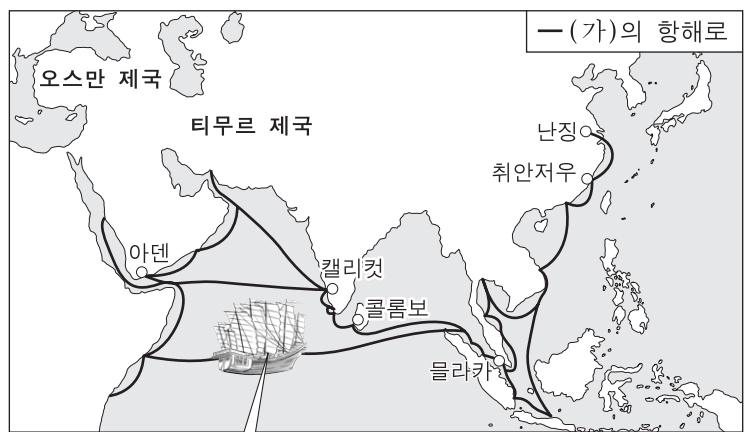 (가)의 항해로
오스만 제국
티무르 제국
난징
취안저우
아덴
캘리컷
콜롬보
믈라카